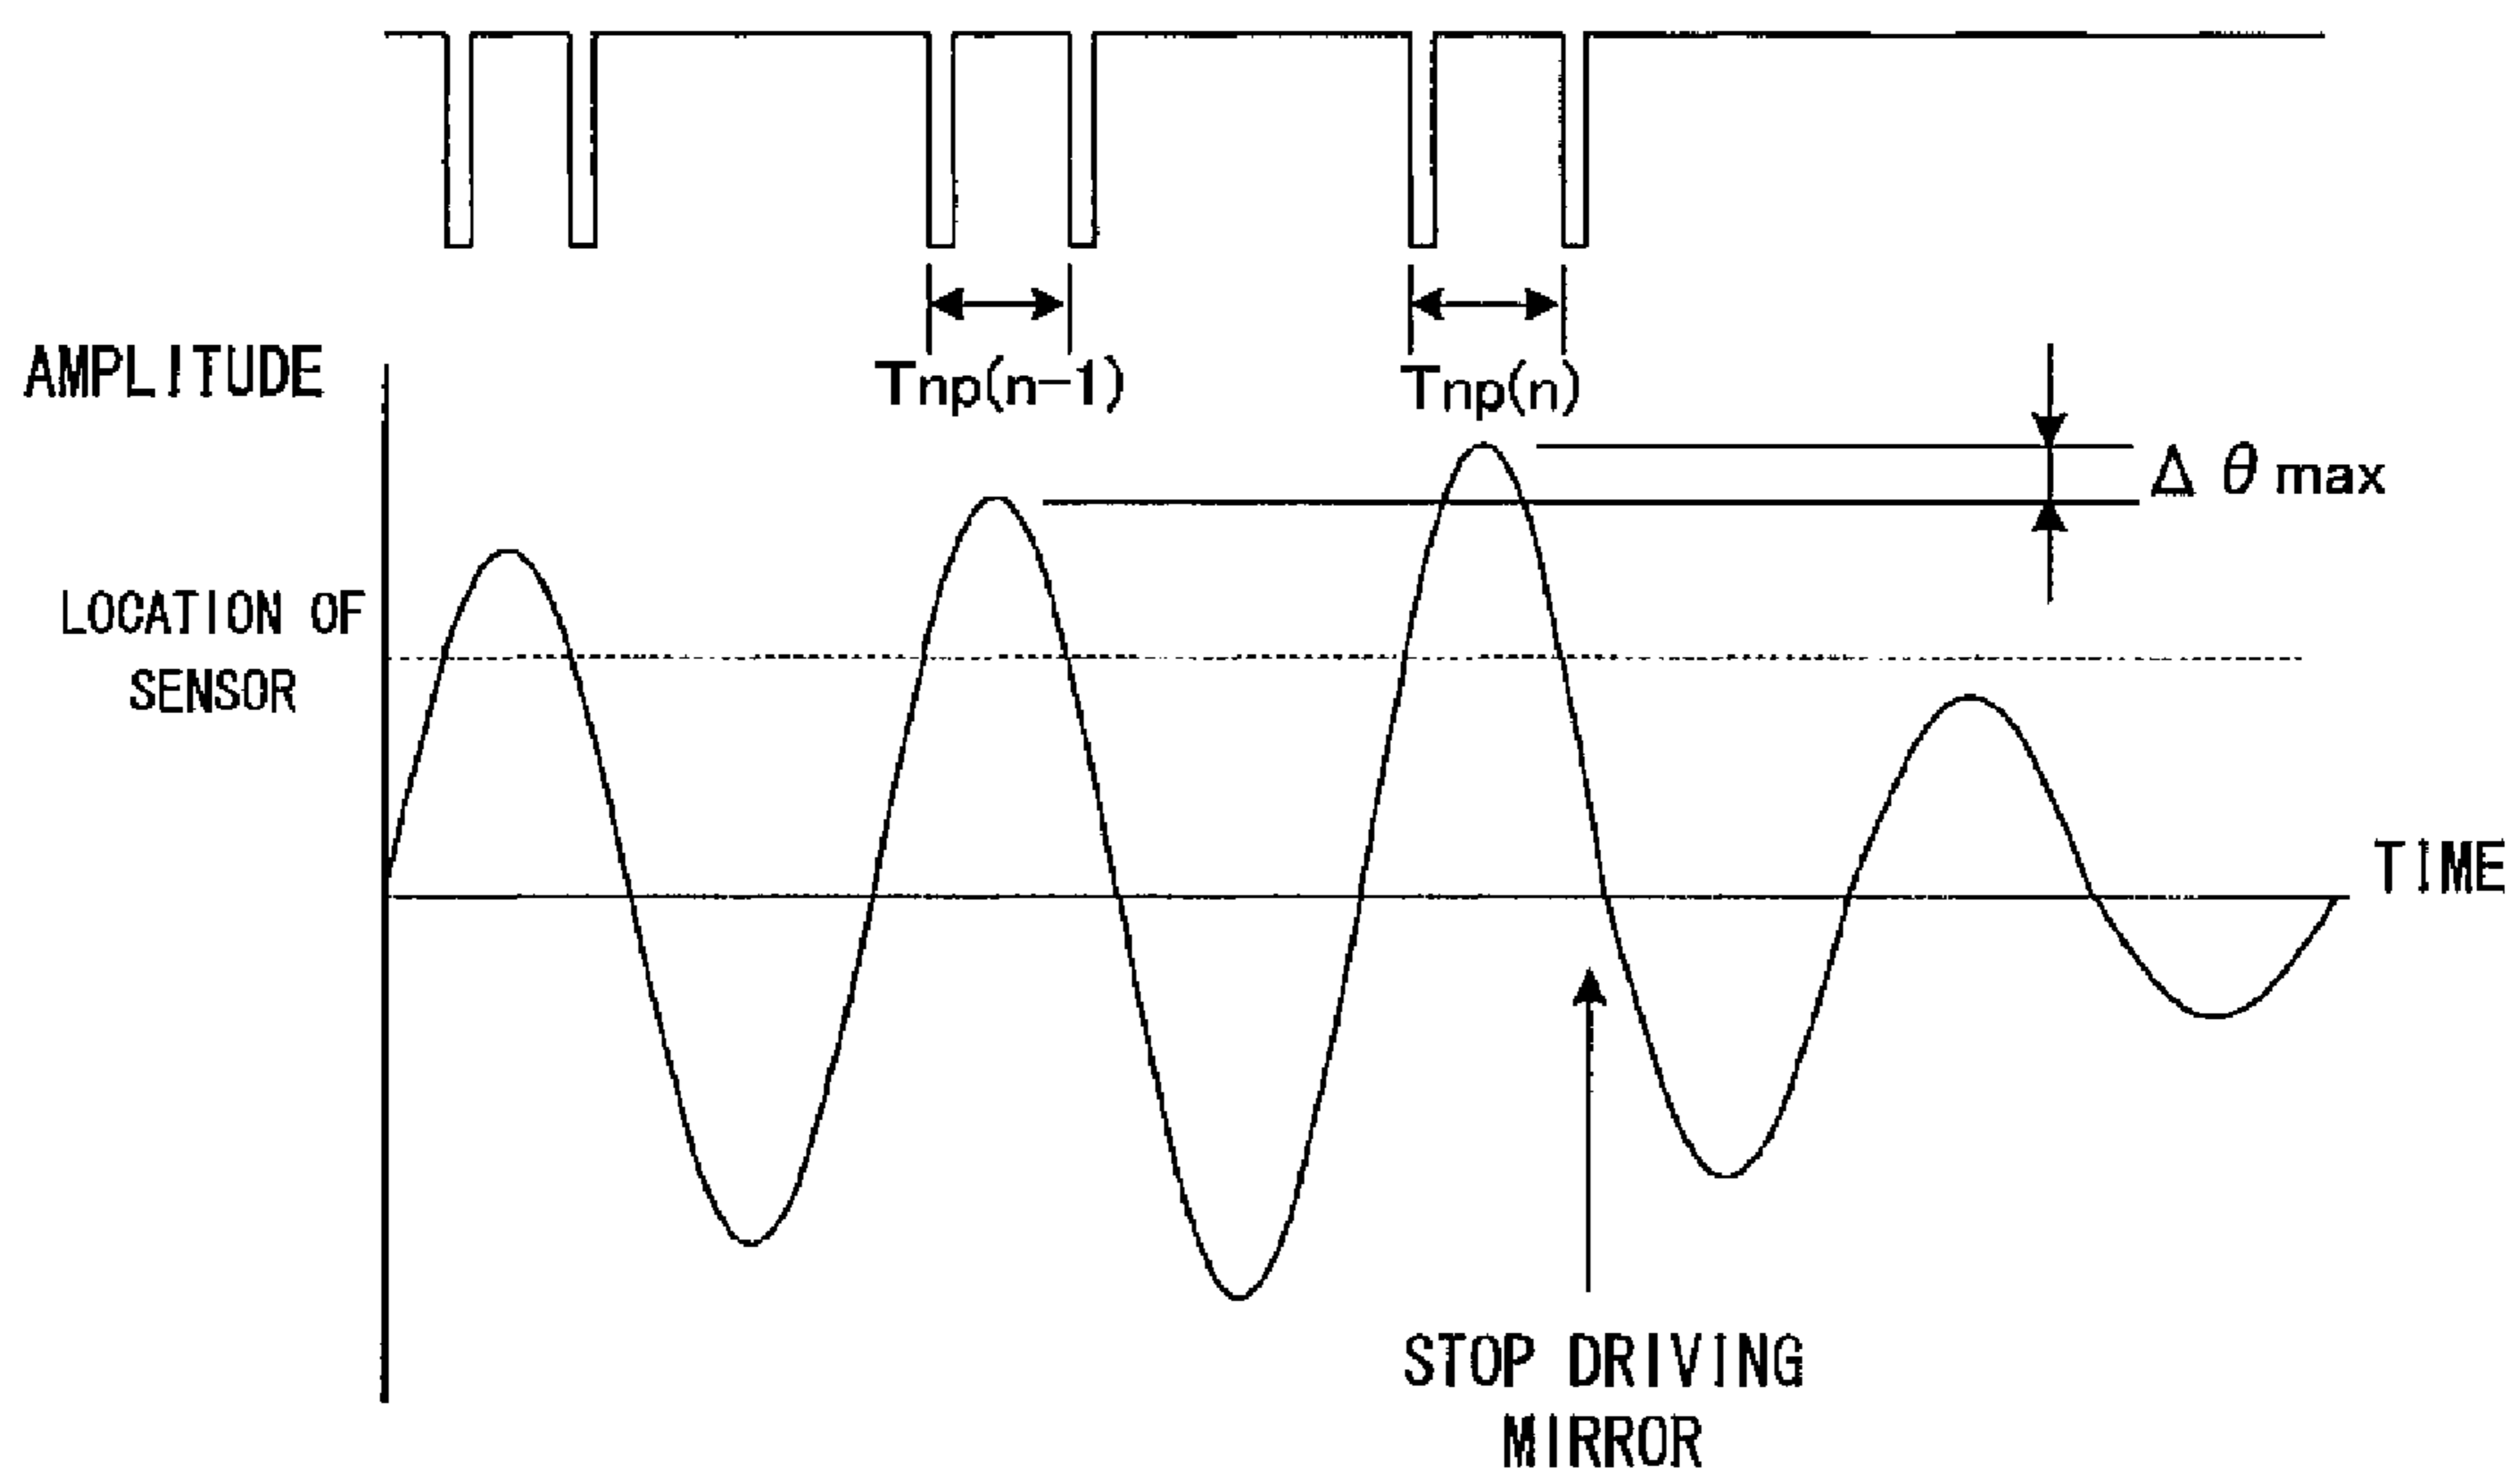 AMPLITUDE
Tnp(n-1)
Tnp(n)
Δ θ max
LOCATION OF
SENSOR
TIME
STOP DRIVING
MIRROR